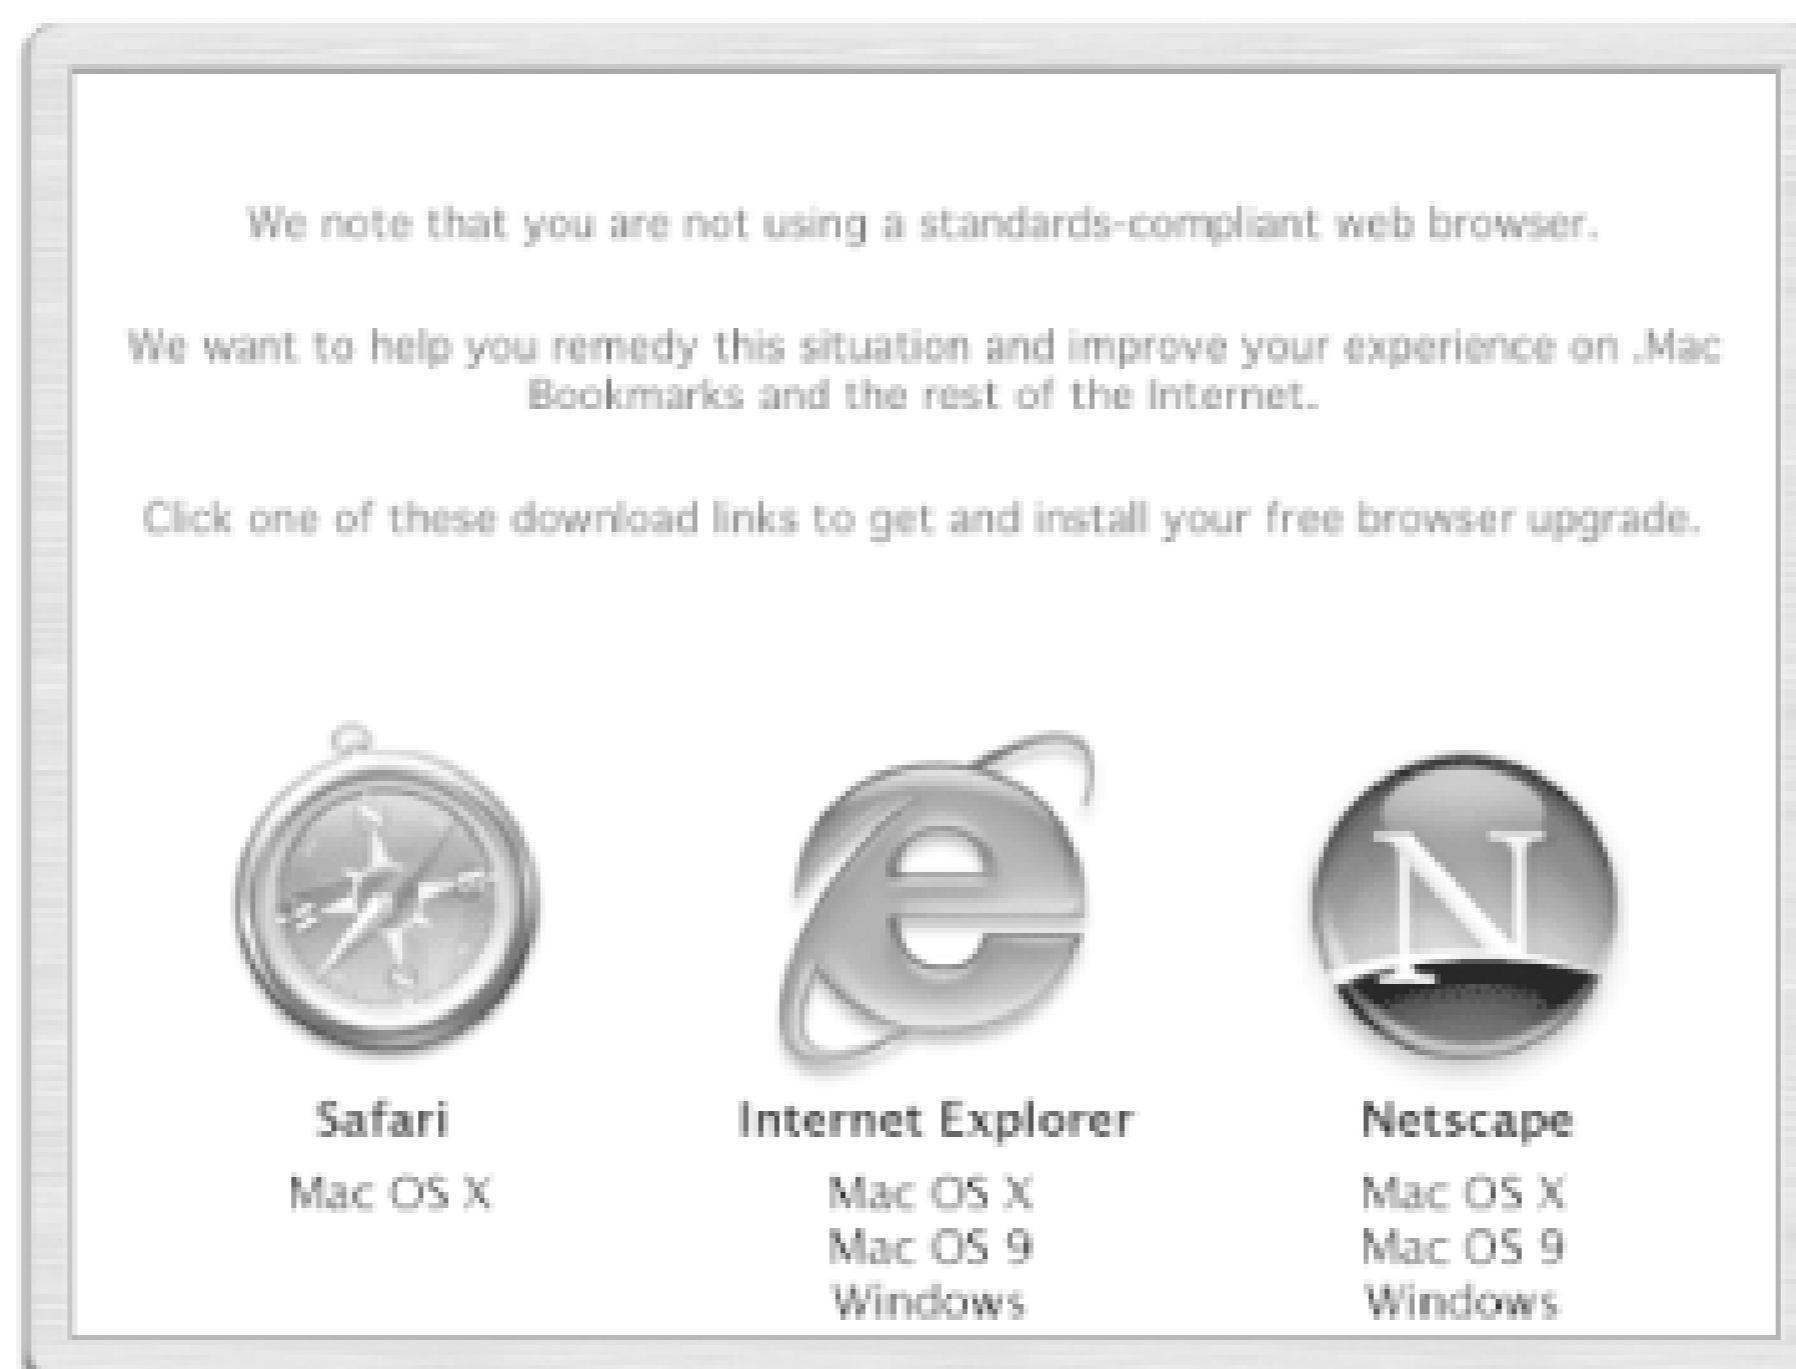 We note that you are not using a standards-compliant web browser.
We want to help you remedy this situation and improve your experience on .Mac
Bookmarks and the rest of the Internet.
Click one of these download links to get and install your free browser upgrade.
N
Safari
Internet Explorer
Netscape
Mac OS X
Mac OS X
Mac OS X
Mac OS 9
Mac OS 9
Windows
Windows